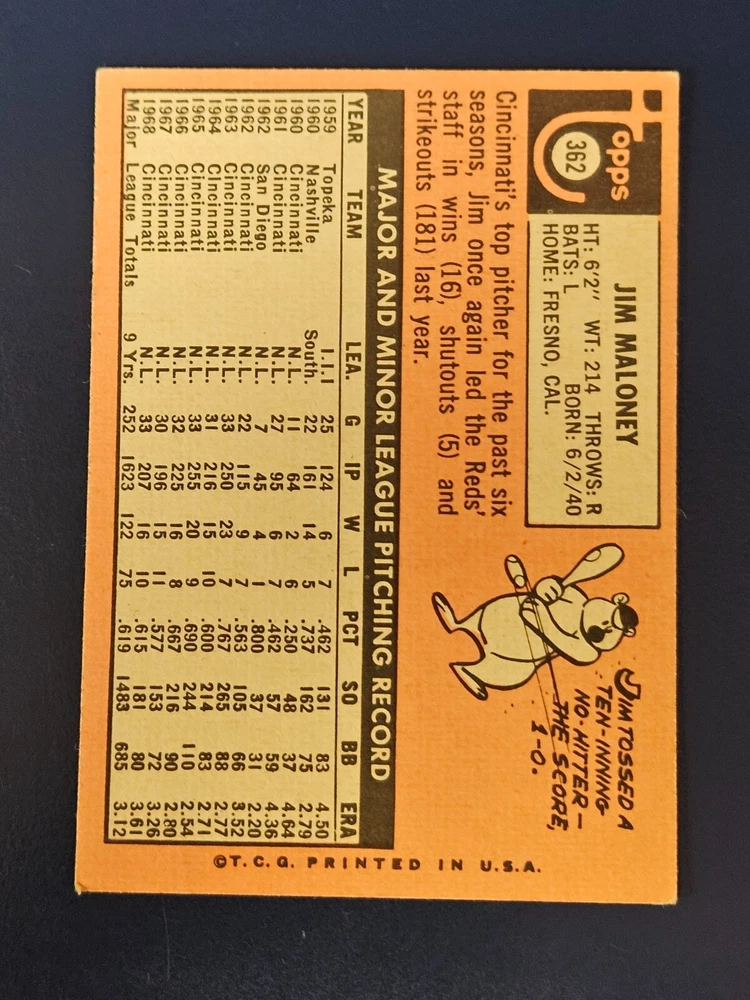 Topps
362
JIM MALONEY
HT: 6'2" WT: 214 THROWS: R
BATS: L BORN: 6/2/40
HOME: FRESNO, CAL.
JIM TOSSED A
TEN-INNING
NO-HITTER—
THE SCORE,
1-0.
Cincinnati's top pitcher for the past six
seasons, Jim once again led the Reds'
staff in wins (16), shutouts (5) and
strikeouts (181) last year.
MAJOR AND MINOR LEAGUE PITCHING RECORD
YEAR TEAM LEA. G IP W L PCT SO BB ERA
1959 Topeka I.I.I 25 124 6 7 .462 131 83 4.50
1960 Nashville South. 22 161 14 5 .737 162 75 2.79
1960 Cincinnati N.L. 11 64 2 6 .250 48 37 4.64
1961 Cincinnati N.L. 27 95 6 7 .462 57 59 4.36
1962 San Diego N.L. 7 45 4 1 .800 37 31 2.20
1962 Cincinnati N.L. 22 115 9 7 .563 105 66 3.52
1963 Cincinnati N.L. 33 250 23 7 .767 265 88 2.77
1964 Cincinnati N.L. 31 216 15 10 .600 214 83 2.71
1965 Cincinnati N.L. 33 255 20 9 .690 244 110 2.54
1966 Cincinnati N.L. 32 225 16 8 .667 216 90 2.80
1967 Cincinnati N.L. 30 196 15 11 .577 153 72 3.26
1968 Cincinnati N.L. 33 207 16 10 .615 181 80 3.61
Major League Totals 9 Yrs. 252 1623 122 75 .619 1483 685 3.12
©T.C.G. PRINTED IN U.S.A.